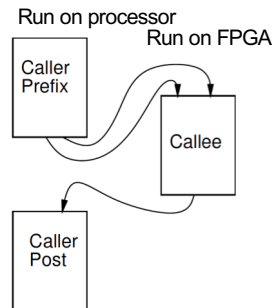 Run on processor
Run on FPGA
Caller
Prefix
Callee
Caller
Post